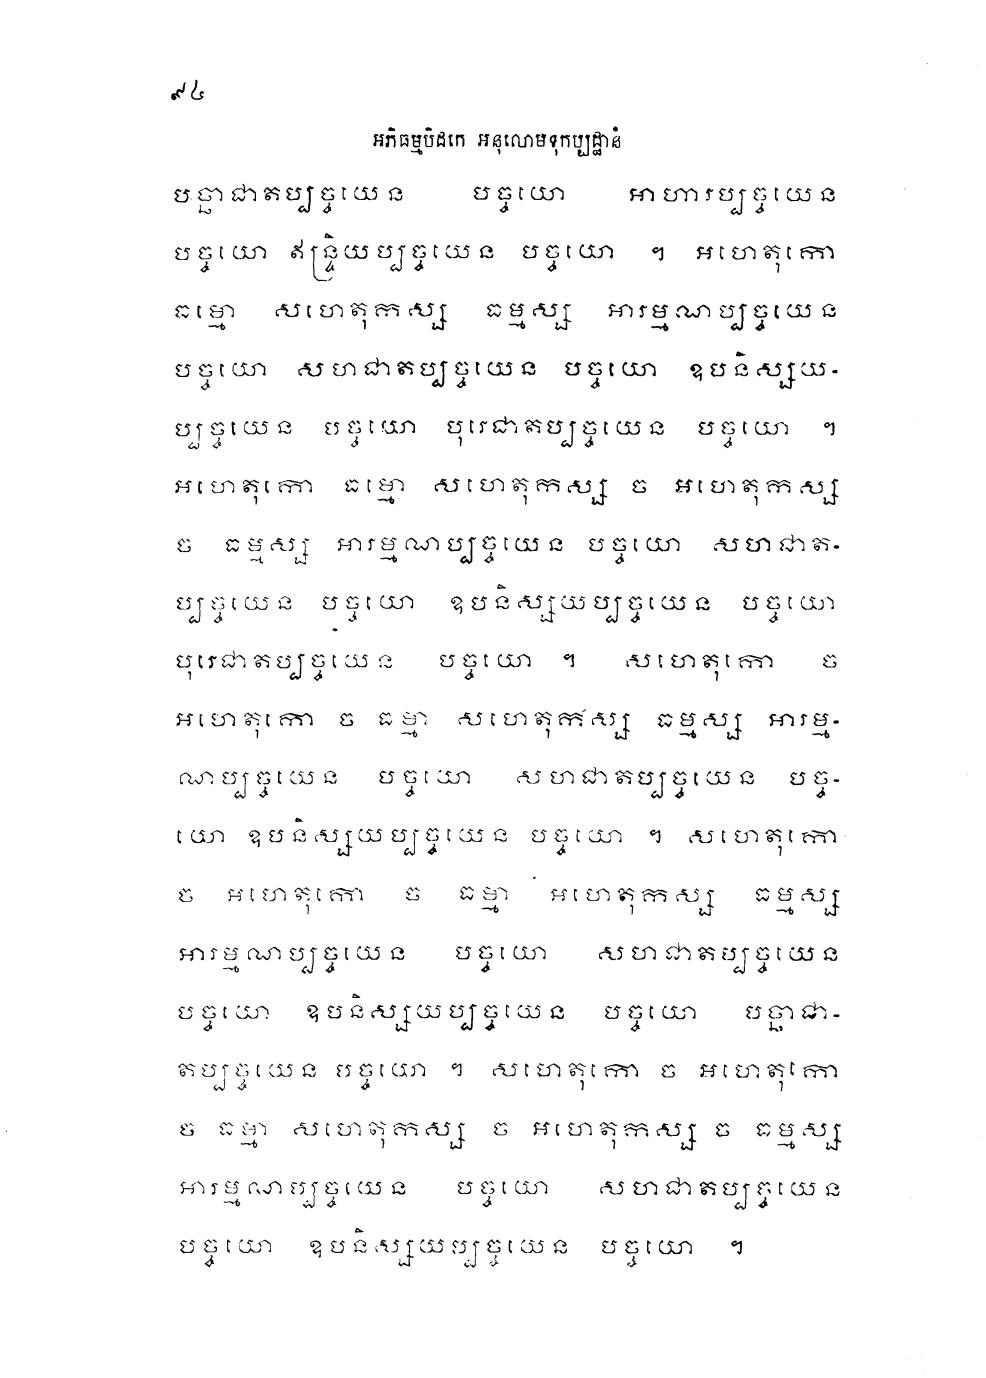 ៩៤
អភិធម្មបិដកេ អនុលោមទុកប្បដ្ឋានំ
បច្ឆាជាតប្បច្ចយេន បច្ចយោ អាហារប្បច្ចយេន
បច្ចយោ ឥន្ទ្រិយប្បច្ចយេន បច្ចយោ ។ អហេតុកោ
ធម្មោ សហេតុកស្ស ធម្មស្ស អារម្មណប្បច្ចយេន
បច្ចយោ សហជាតប្បច្ចយេន បច្ចយោ ឧបនិស្សយ-
ប្បច្ចយេន បច្ចយោ បុរេជាតប្បច្ចយេន បច្ចយោ ។
អហេតុកោ ធម្មោ សហេតុកស្ស ច អហេតុកស្ស
ច ធម្មស្ស អារម្មណប្បច្ចយេន បច្ចយោ សហជាត-
ប្បច្ចយេន បច្ចយោ ឧបនិស្សយប្បច្ចយេន បច្ចយោ
បុរេជាតប្បច្ចយេន បច្ចយោ ។ សហេតុកោ ច
អហេតុកោ ច ធម្មា សហេតុកស្ស ធម្មស្ស អារម្ម-
ណប្បច្ចយេន បច្ចយោ សហជាតប្បច្ចយេន បច្ច-
យោ ឧបនិស្សយប្បច្ចយេន បច្ចយោ ។ សហេតុកោ
ច អហេតុកោ ច ធម្មា អហេតុកស្ស ធម្មស្ស
អារម្មណប្បច្ចយេន បច្ចយោ សហជាតប្បច្ចយេន
បច្ចយោ ឧបនិស្សយប្បច្ចយេន បច្ចយោ បច្ឆាជា-
តប្បច្ចយេន បច្ចយោ ។ សហេតុកោ ច អហេតុកោ
ច ធម្មា សហេតុកស្ស ច អហេតុកស្ស ច ធម្មស្ស
អារម្មណប្បច្ចយេន បច្ចយោ សហជាតប្បច្ចយេន
បច្ចយោ ឧបនិស្សយប្បច្ចយេន បច្ចយោ ។